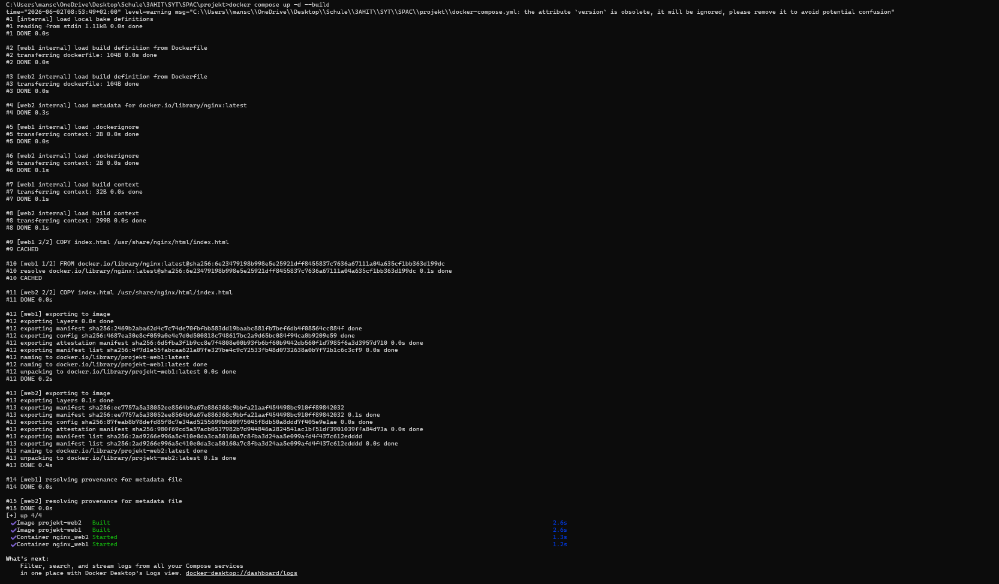 C:\Users\mansc\OneDrive\Desktop\Schule\3AHIT\SYT\SPAC\projekt>docker compose up -d --build
time="2026-06-02T08:53:49+02:00" level=warning msg="C:\\Users\\mansc\\OneDrive\\Desktop\\Schule\\3AHIT\\SYT\\SPAC\\projekt\\docker-compose.yml: the attribute `version` is obsolete, it will be ignored, please remove it to avoid potential confusion"
#1 [internal] load local bake definitions
#1 reading from stdin 1.11kB 0.0s done
#1 DONE 0.0s

#2 [web1 internal] load build definition from Dockerfile
#2 transferring dockerfile: 104B 0.0s done
#2 DONE 0.0s

#3 [web2 internal] load build definition from Dockerfile
#3 transferring dockerfile: 104B done
#3 DONE 0.0s

#4 [web2 internal] load metadata for docker.io/library/nginx:latest
#4 DONE 0.3s

#5 [web1 internal] load .dockerignore
#5 transferring context: 2B 0.0s done
#5 DONE 0.0s

#6 [web2 internal] load .dockerignore
#6 transferring context: 2B 0.0s done
#6 DONE 0.1s

#7 [web1 internal] load build context
#7 transferring context: 32B 0.0s done
#7 DONE 0.1s

#8 [web2 internal] load build context
#8 transferring context: 299B 0.0s done
#8 DONE 0.1s

#9 [web1 2/2] COPY index.html /usr/share/nginx/html/index.html
#9 CACHED

#10 [web1 1/2] FROM docker.io/library/nginx:latest@sha256:6e23479198b998e5e25921dff8455837c7636a67111a04a635cf1bb363d199dc
#10 resolve docker.io/library/nginx:latest@sha256:6e23479198b998e5e25921dff8455837c7636a67111a04a635cf1bb363d199dc 0.1s done
#10 CACHED

#11 [web2 2/2] COPY index.html /usr/share/nginx/html/index.html
#11 DONE 0.0s

#12 [web1] exporting to image
#12 exporting layers 0.0s done
#12 exporting manifest sha256:2469b2aba62d4c7c74de70fbfbb583dd19baabc881fb7bef6db4f08564cc884f done
#12 exporting config sha256:4687ea30e8cf059a0e4e7d0d500818c748617bc2a9d65bc084f94ca0b9209e59 done
#12 exporting attestation manifest sha256:6d5fba3f1b9cc8e7f4808e00b93fb6bf60b9442db560f1d7985f6a3d3957d710 0.0s done
#12 exporting manifest list sha256:4f7d1e55fabcaa621a07fe327be4c9c72533fb48d0732638a0b7f72b1c6c3cf9 0.0s done
#12 naming to docker.io/library/projekt-web1:latest
#12 naming to docker.io/library/projekt-web1:latest done
#12 unpacking to docker.io/library/projekt-web1:latest 0.0s done
#12 DONE 0.2s

#13 [web2] exporting to image
#13 exporting layers 0.1s done
#13 exporting manifest sha256:ee7757a5a38052ee8564b9a67e886368c9bbfa21aaf454498bc910ff89842032
#13 exporting manifest sha256:ee7757a5a38052ee8564b9a67e886368c9bbfa21aaf454498bc910ff89842032 0.1s done
#13 exporting config sha256:87feab8b78defd85f8c7e34ad5255699bb00975045f8db50a8ddd7f405e9e1ae 0.0s done
#13 exporting attestation manifest sha256:980f69cd5a57acb0537982b7d944846a2824541ac1bf51df3901039ffa84d73a 0.0s done
#13 exporting manifest list sha256:2ad9266e996a5c410e0da3ca50160a7c8fba3d24aa5e099afd4f437c612edddd
#13 exporting manifest list sha256:2ad9266e996a5c410e0da3ca50160a7c8fba3d24aa5e099afd4f437c612edddd 0.0s done
#13 naming to docker.io/library/projekt-web2:latest done
#13 unpacking to docker.io/library/projekt-web2:latest 0.1s done
#13 DONE 0.4s

#14 [web1] resolving provenance for metadata file
#14 DONE 0.0s

#15 [web2] resolving provenance for metadata file
#15 DONE 0.0s
[+] up 4/4
✔Image projekt-web2 Built 2.6s
✔Image projekt-web1 Built 2.6s
✔Container nginx_web2 Started 1.3s
✔Container nginx_web1 Started 1.2s

What's next:
Filter, search, and stream logs from all your Compose services
in one place with Docker Desktop's Logs view. docker-desktop://dashboard/logs